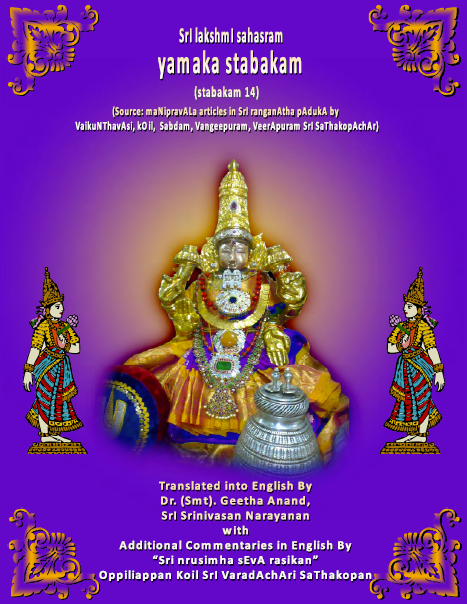 SrI lakshmI sahasram
yamaka stabakam
(stabakam 14)
(Source: maNipravALa articles in SrI ranganAtha pAdukA by
VaikuNThavAsi, kOil, Sabdam, Vangeepuram, VeerApuram SrI SaThakopAchAr)
Translated into English By
Dr. (Smt). Geetha Anand,
SrI Srinivasan Narayanan
with
Additional Commentaries in English By
“Sri nrusimha sEvA rasikan”
Oppiliappan Koil SrI VaradAchAri SaThakopan